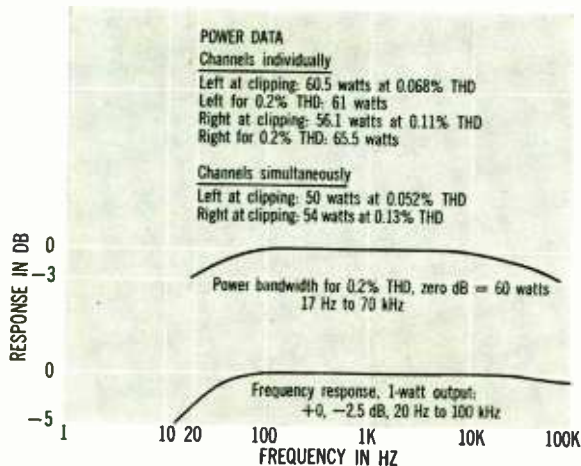 POWER DATA
Channels individually
Left at clipping: 60.5 watts at 0.068% THD
Left for 0.2% THD: 61 watts
Right at clipping: 56.1 watts at 0.11% THD
Right for 0.2% THD: 65.5 watts
Channels simultaneously
Left at clipping: 50 watts at 0.052% THD
Right at clipping: 54 watts at 0.13% THD
RESPONSE IN DB
0
-3
Power bandwidth for 0.2% THD, zero dB = 60 watts
17 Hz to 70 kHz
0
-5
Frequency response, 1-watt output:
+0, -2.5 dB, 20 Hz to 100 kHz
1 10 20 100 1K 10K 100K
FREQUENCY IN HZ